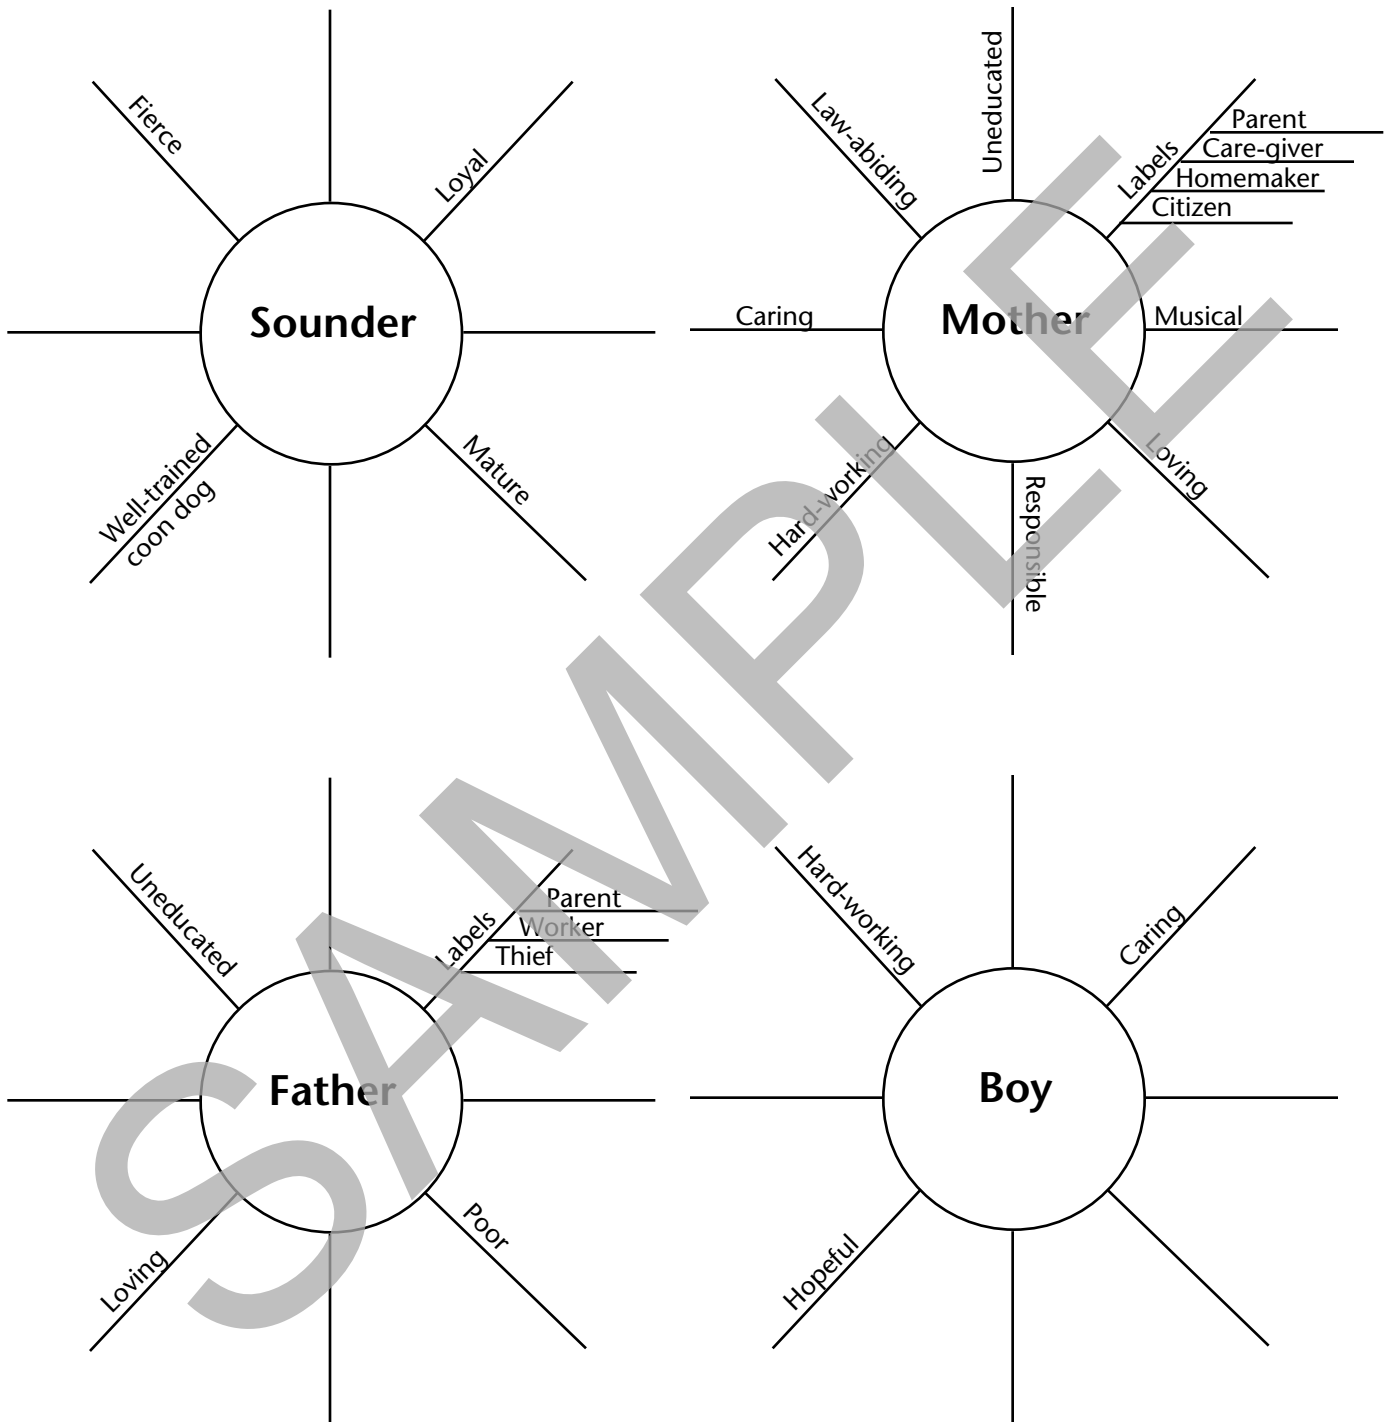 Fierce
Loyal
Sounder
Well-trained
coon dog
Mature
Law-abiding
Uneducated
Labels
Parent
Care-giver
Homemaker
Citizen
Caring
Mother
Musical
Hard-working
Responsible
Loving
Uneducated
Labels
Parent
Worker
Thief
Father
Loving
Poor
Hard-working
Caring
Boy
Hopeful
SAMPLE